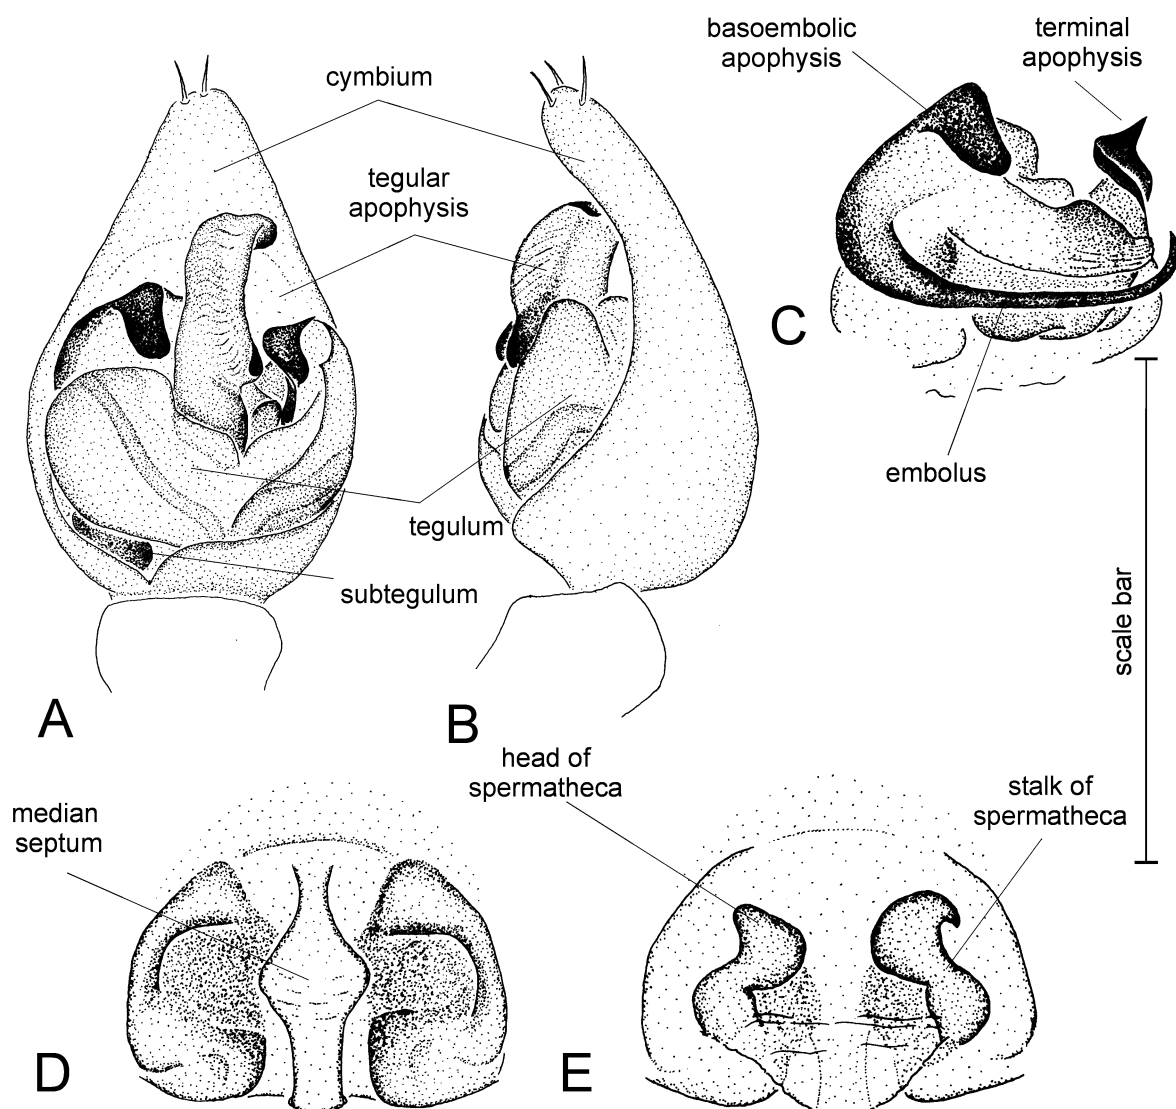 basoembolic
apophysis
terminal
apophysis
cymbium
tegular
apophysis
C
embolus
tegulum
subtegulum
scale bar
A
B
head of
spermatheca
stalk of
spermatheca
median
septum
D
E